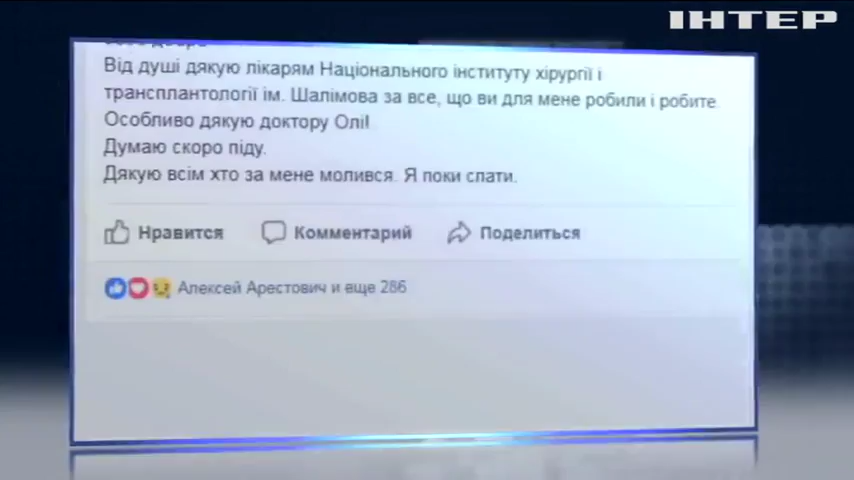 ІНТЕР
Від душі дякую лікарям Національного інституту хірургії і
трансплантології ім. Шалімова за все, що ви для мене робили і робите.
Особливо дякую доктору Олі!
Думаю скоро піду.
Дякую всім хто за мене молився. Я поки спати.
Нравится Комментарий Поделиться
Алексей Арестович и еще 286